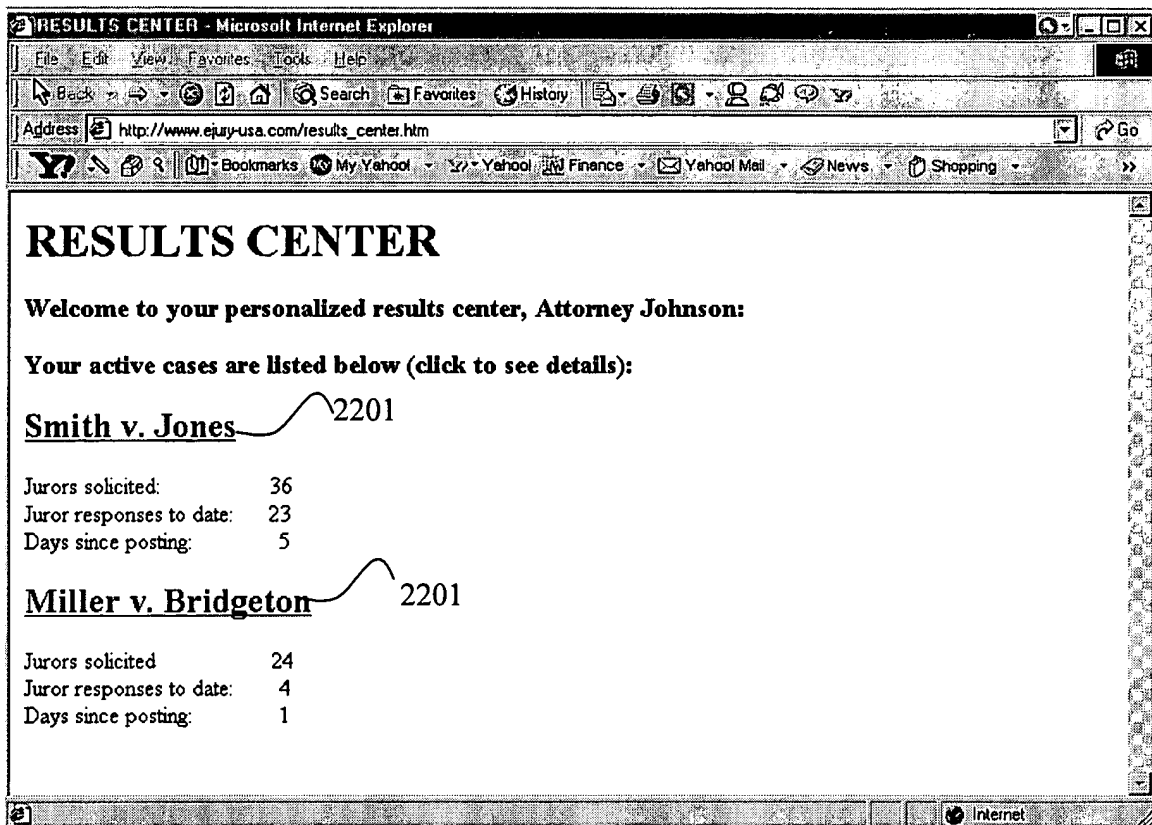 RESULTS CENTER - Microsoft Internet Explorer
File Edit View Favorites Tools Help
Back Search Favorites History
Address http://www.ejury-usa.com/results_center.htm Go
Y! Bookmarks My Yahoo! Yahoo! Finance Yahoo! Mail News Shopping »
RESULTS CENTER
Welcome to your personalized results center, Attorney Johnson:
Your active cases are listed below (click to see details):
Smith v. Jones 2201
Jurors solicited: 36
Juror responses to date: 23
Days since posting: 5
Miller v. Bridgeton 2201
Jurors solicited 24
Juror responses to date: 4
Days since posting: 1
Internet